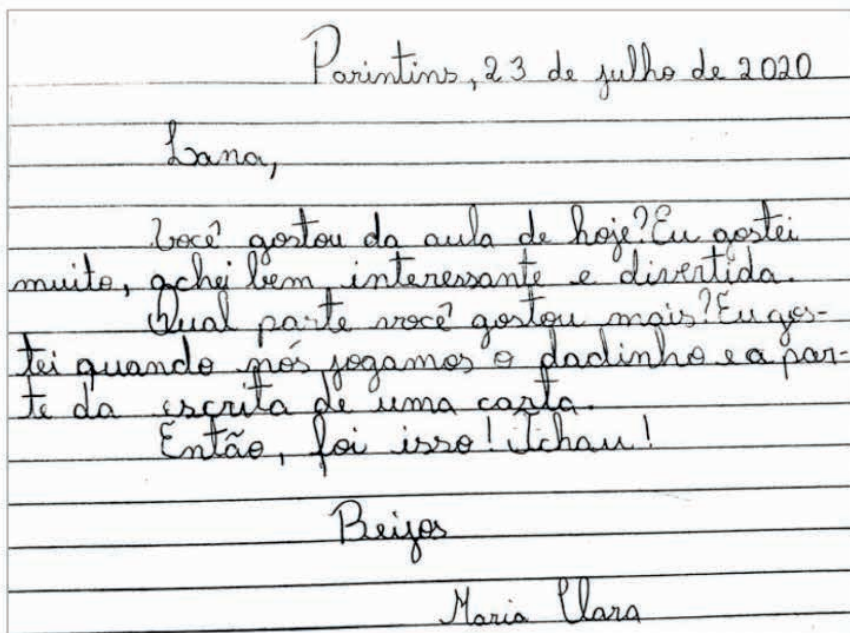 Parintins, 23 de julho de 2020
Lana,
Você gostou da aula de hoje? Eu gostei
muito, achei bem interessante e divertida.
Qual parte você gostou mais? Eu gos-
tei quando nós jogamos o dadinho e a par-
te da escrita de uma carta.
Então, foi isso! Tchau!
Beijos
Maria Clara